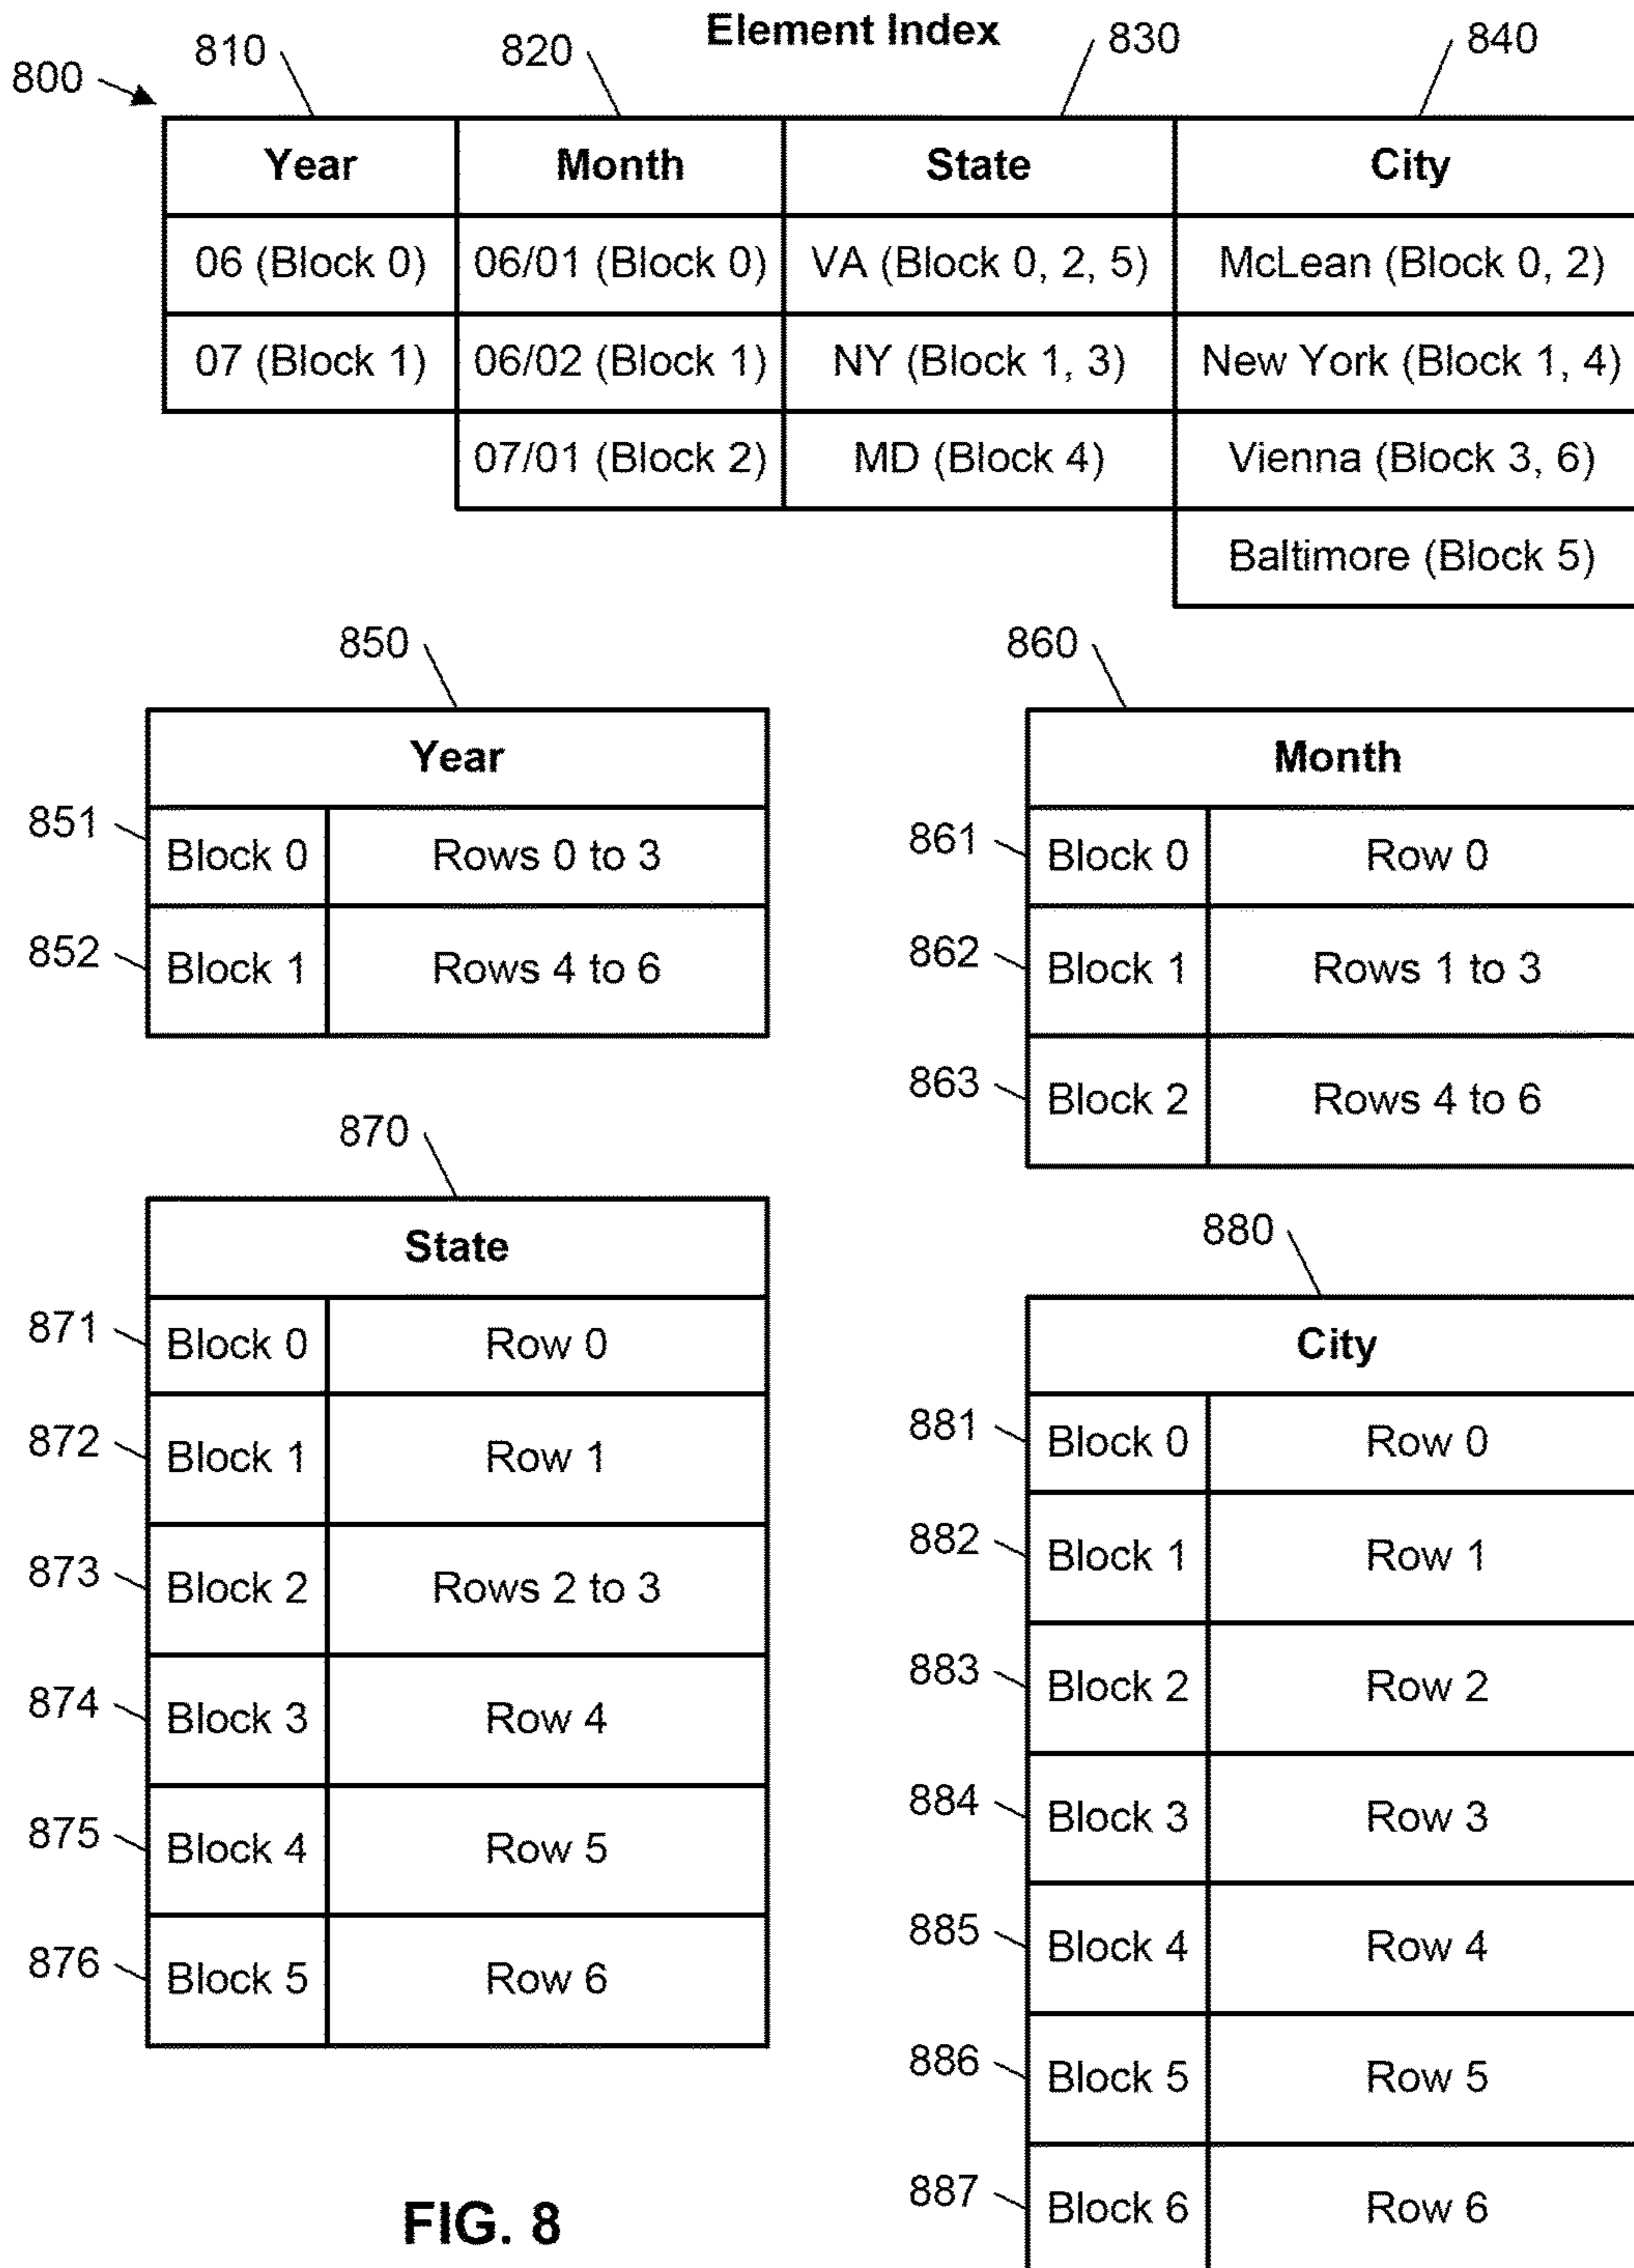 Element Index
800 810 820 830 840
Year Month State City
06 (Block 0) 06/01 (Block 0) VA (Block 0, 2, 5) McLean (Block 0, 2)
07 (Block 1) 06/02 (Block 1) NY (Block 1, 3) New York (Block 1, 4)
07/01 (Block 2) MD (Block 4) Vienna (Block 3, 6)
Baltimore (Block 5)
850
Year
851 Block 0 Rows 0 to 3
852 Block 1 Rows 4 to 6
860
Month
861 Block 0 Row 0
862 Block 1 Rows 1 to 3
863 Block 2 Rows 4 to 6
870
State
871 Block 0 Row 0
872 Block 1 Row 1
873 Block 2 Rows 2 to 3
874 Block 3 Row 4
875 Block 4 Row 5
876 Block 5 Row 6
880
City
881 Block 0 Row 0
882 Block 1 Row 1
883 Block 2 Row 2
884 Block 3 Row 3
885 Block 4 Row 4
886 Block 5 Row 5
887 Block 6 Row 6
FIG. 8